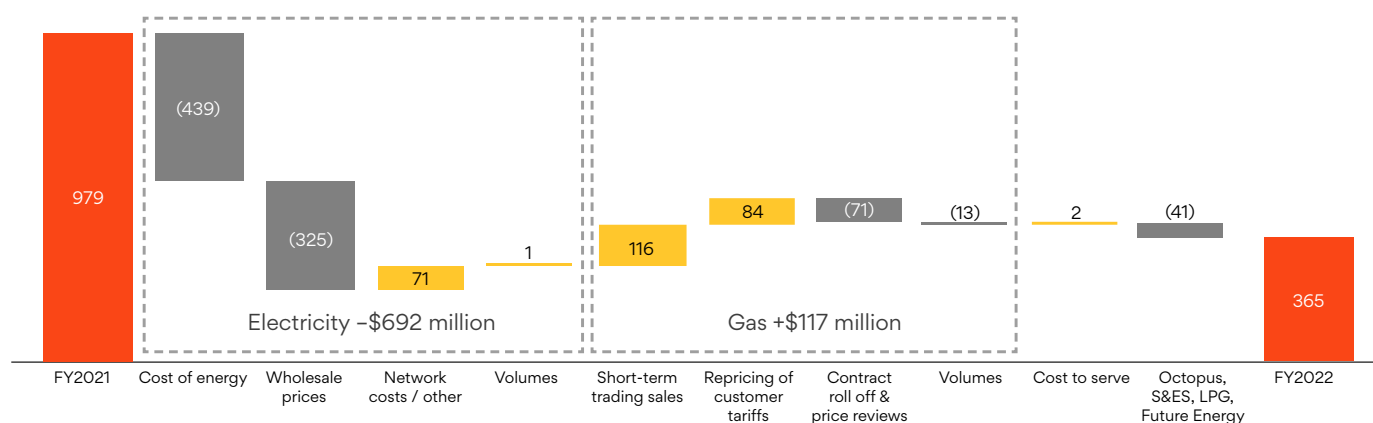 979
(439)
(325)
71
1
116
84
(71)
(13)
2
(41)
365
Electricity –$692 million
Gas +$117 million
FY2021
Cost of energy
Wholesale
prices
Network
costs / other
Volumes
Short-term
trading sales
Repricing of
customer
tariffs
Contract
roll off &
price reviews
Volumes
Cost to serve
Octopus,
S&ES, LPG,
Future Energy
FY2022